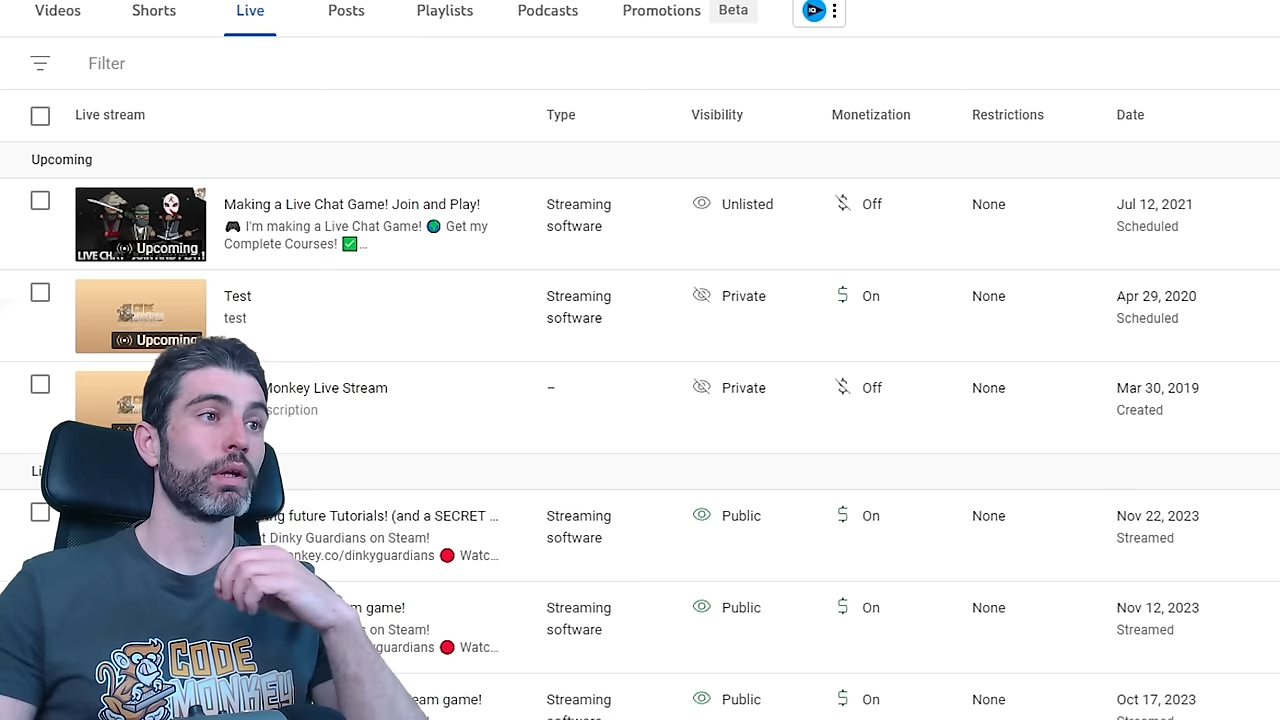 Videos Shorts Live Posts Playlists Podcasts Promotions Beta
Filter
Live stream Type Visibility Monetization Restrictions Date
Upcoming
Making a Live Chat Game! Join and Play! Streaming Unlisted Off None Jul 12, 2021
🎮 I'm making a Live Chat Game! 🌎 Get my software Scheduled
Complete Courses! ✅...
Upcoming
Test Streaming Private On None Apr 29, 2020
test software Scheduled
Upcoming
Monkey Live Stream – Private Off None Mar 30, 2019
Created
future Tutorials! (and a SECRET ... Streaming Public On None Nov 22, 2023
Dinky Guardians on Steam! software Streamed
/dinkyguardians 🔴 Watc...
game! Streaming Public On None Nov 12, 2023
on Steam! software Streamed
🔴 Watc...
game! Streaming Public On None Oct 17, 2023
software Streamed
CODE
MONKEY